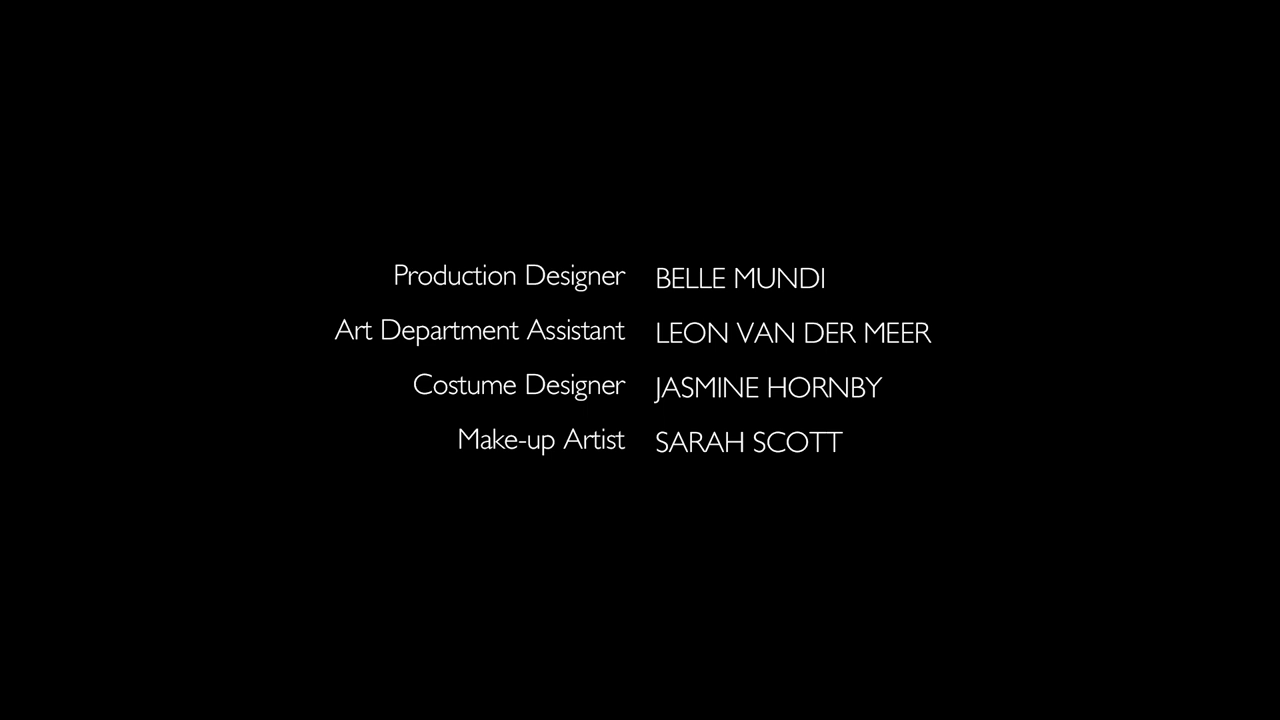 Production Designer BELLE MUNDI
Art Department Assistant LEON VAN DER MEER
Costume Designer JASMINE HORNBY
Make-up Artist SARAH SCOTT